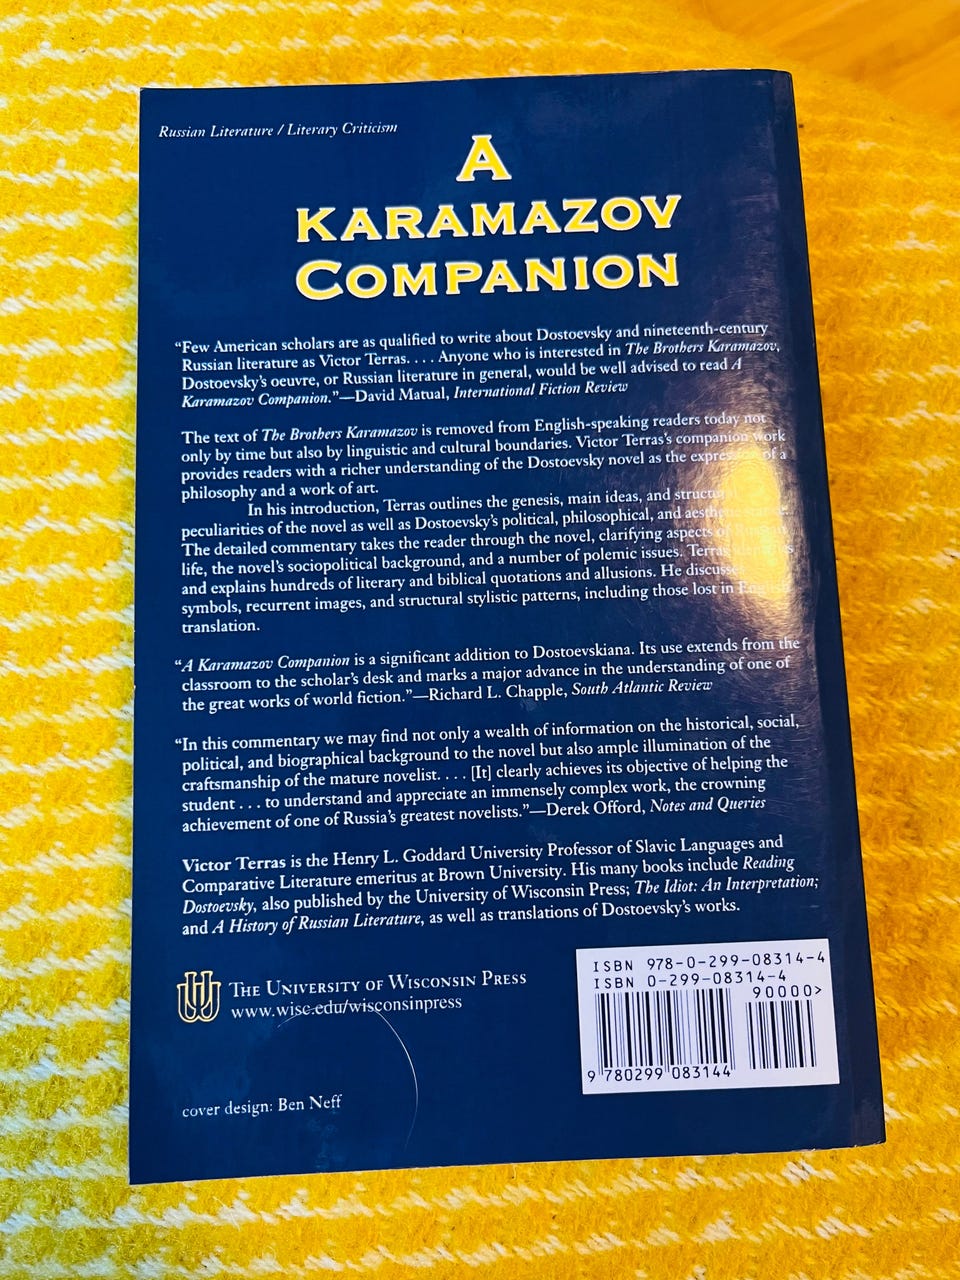 Russian Literature / Literary Criticism
A
KARAMAZOV
COMPANION
“Few American scholars are as qualified to write about Dostoevsky and nineteenth-century
Russian literature as Victor Terras. . . . Anyone who is interested in The Brothers Karamazov,
Dostoevsky’s oeuvre, or Russian literature in general, would be well advised to read A
Karamazov Companion.”—David Matual, International Fiction Review
The text of The Brothers Karamazov is removed from English-speaking readers today not
only by time but also by linguistic and cultural boundaries. Victor Terras’s companion work
provides readers with a richer understanding of the Dostoevsky novel as the expression of a
philosophy and a work of art.
In his introduction, Terras outlines the genesis, main ideas, and structural
peculiarities of the novel as well as Dostoevsky’s political, philosophical, and aesthetic stance.
The detailed commentary takes the reader through the novel, clarifying aspects of Russian
life, the novel’s sociopolitical background, and a number of polemic issues. Terras
and explains hundreds of literary and biblical quotations and allusions. He discusses
symbols, recurrent images, and structural stylistic patterns, including those lost in English
translation.
“A Karamazov Companion is a significant addition to Dostoevskiana. Its use extends from the
classroom to the scholar’s desk and marks a major advance in the understanding of one of
the great works of world fiction.”—Richard L. Chapple, South Atlantic Review
“In this commentary we may find not only a wealth of information on the historical, social,
political, and biographical background to the novel but also ample illumination of the
craftsmanship of the mature novelist. . . . [It] clearly achieves its objective of helping the
student . . . to understand and appreciate an immensely complex work, the crowning
achievement of one of Russia’s greatest novelists.”—Derek Offord, Notes and Queries
Victor Terras is the Henry L. Goddard University Professor of Slavic Languages and
Comparative Literature emeritus at Brown University. His many books include Reading
Dostoevsky, also published by the University of Wisconsin Press; The Idiot: An Interpretation;
and A History of Russian Literature, as well as translations of Dostoevsky’s works.
THE UNIVERSITY OF WISCONSIN PRESS
www.wisc.edu/wisconsinpress
cover design: Ben Neff
ISBN 978-0-299-08314-4
ISBN 0-299-08314-4
90000>
9 780299 083144